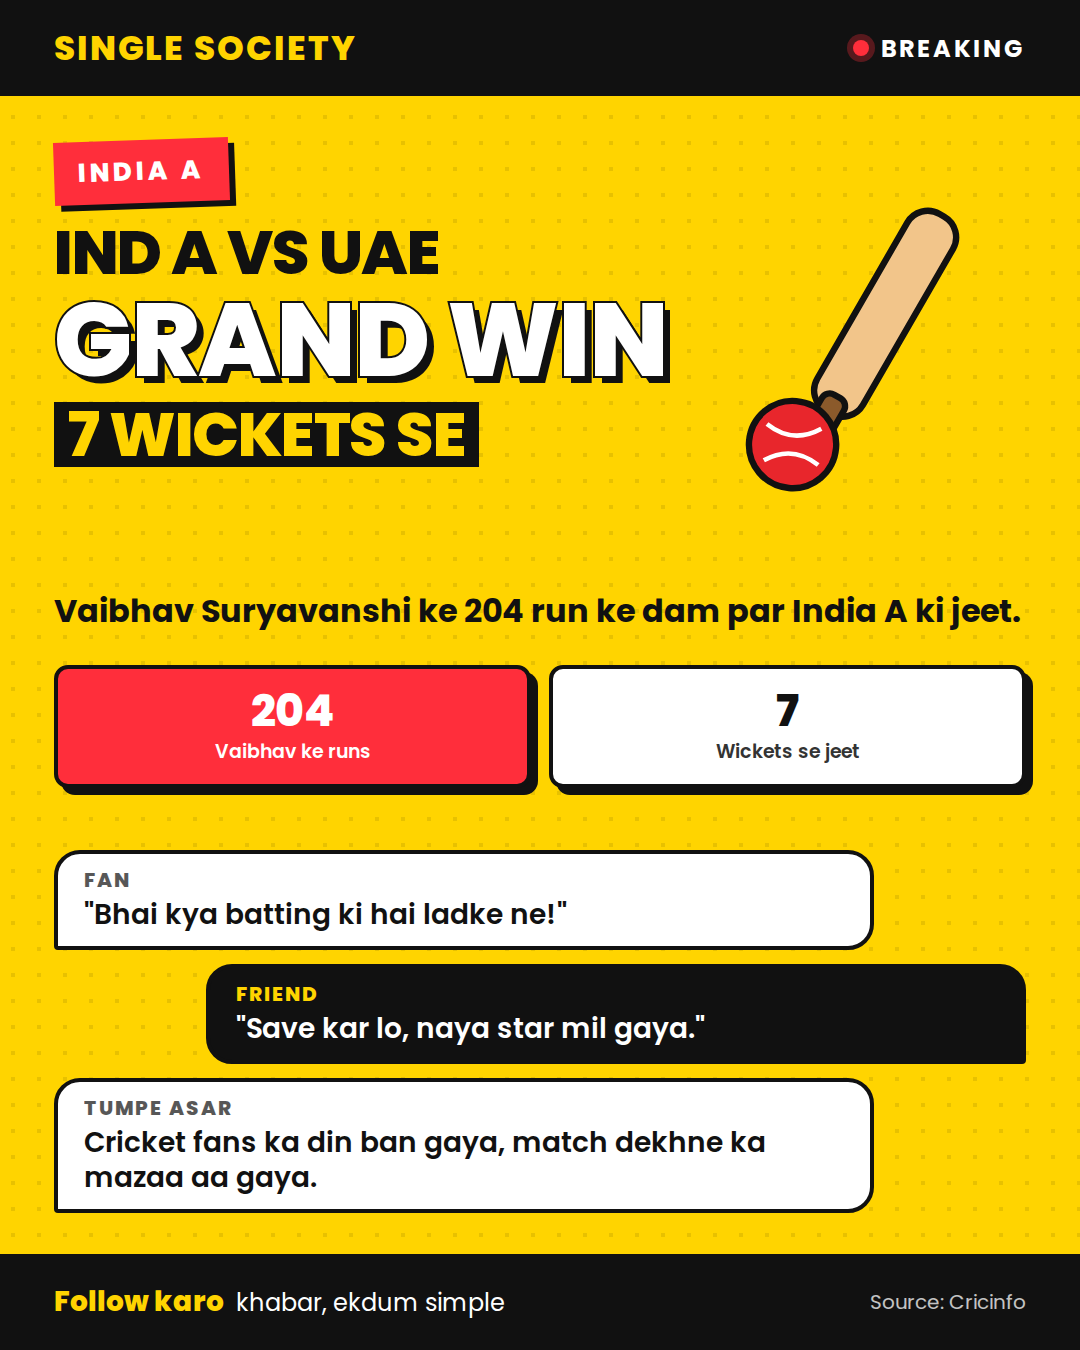 SINGLE SOCIETY
BREAKING
INDIA A
IND A VS UAE
GRAND WIN
7 WICKETS SE
Vaibhav Suryavanshi ke 204 run ke dam par India A ki jeet.
204
Vaibhav ke runs
7
Wickets se jeet
FAN
"Bhai kya batting ki hai ladke ne!"
FRIEND
"Save kar lo, naya star mil gaya."
TUMPE ASAR
Cricket fans ka din ban gaya, match dekhne ka
mazaa aa gaya.
Follow karo khabar, ekdum simple
Source: Cricinfo